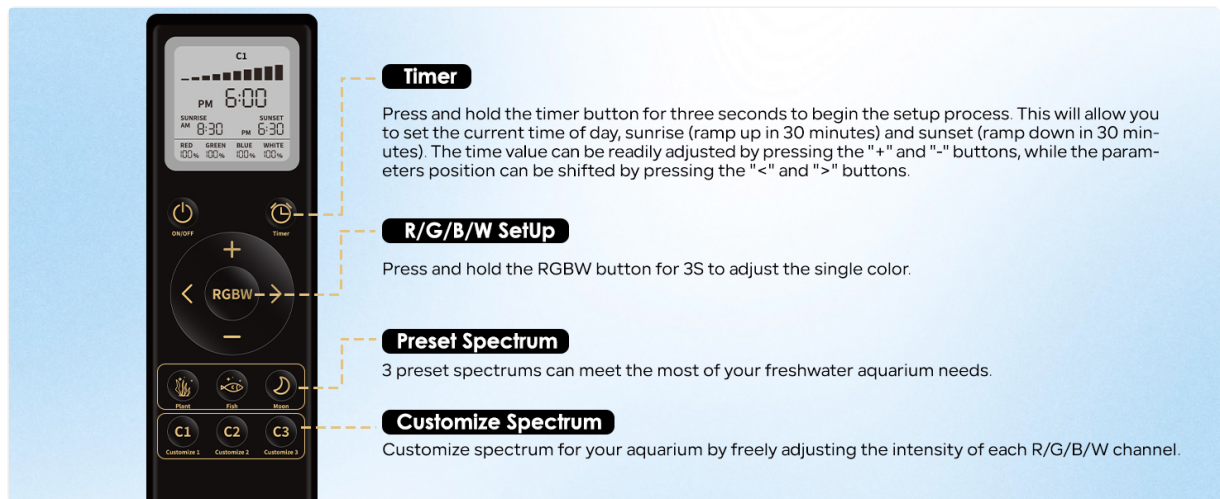 C1
PM 6:00
SUNRISE SUNSET
AM 8:30 PM 6:30
RED GREEN BLUE WHITE
100% 100% 100% 100%
ON/OFF Timer
+
< RGBW >
-
Plant Fish Moon
C1 C2 C3
Customize 1 Customize 2 Customize 3
Timer
Press and hold the timer button for three seconds to begin the setup process. This will allow you
to set the current time of day, sunrise (ramp up in 30 minutes) and sunset (ramp down in 30 min-
utes). The time value can be readily adjusted by pressing the "+" and "-" buttons, while the param-
eters position can be shifted by pressing the "<" and ">" buttons.
R/G/B/W SetUp
Press and hold the RGBW button for 3S to adjust the single color.
Preset Spectrum
3 preset spectrums can meet the most of your freshwater aquarium needs.
Customize Spectrum
Customize spectrum for your aquarium by freely adjusting the intensity of each R/G/B/W channel.